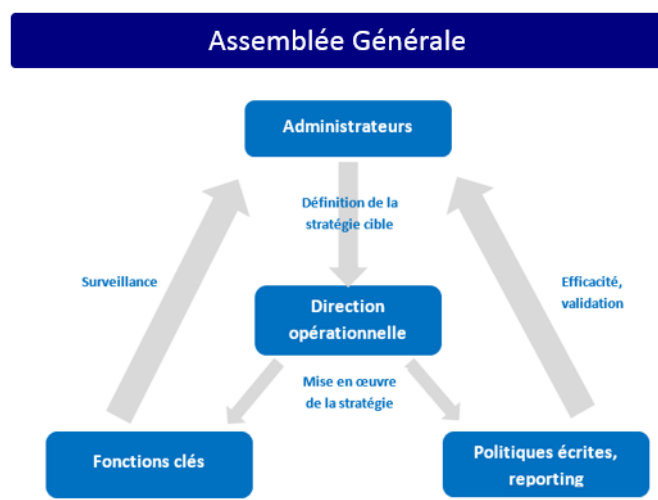 Assemblée Générale
Administrateurs
Définition de la
stratégie cible
Surveillance
Efficacité,
validation
Direction
opérationnelle
Mise en œuvre
de la stratégie
Fonctions clés
Politiques écrites,
reporting